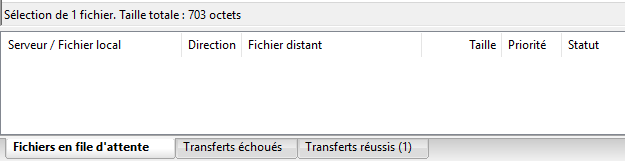 Sélection de 1 fichier. Taille totale : 703 octets
Serveur / Fichier local Direction Fichier distant Taille Priorité Statut
Fichiers en file d'attente Transferts échoués Transferts réussis (1)